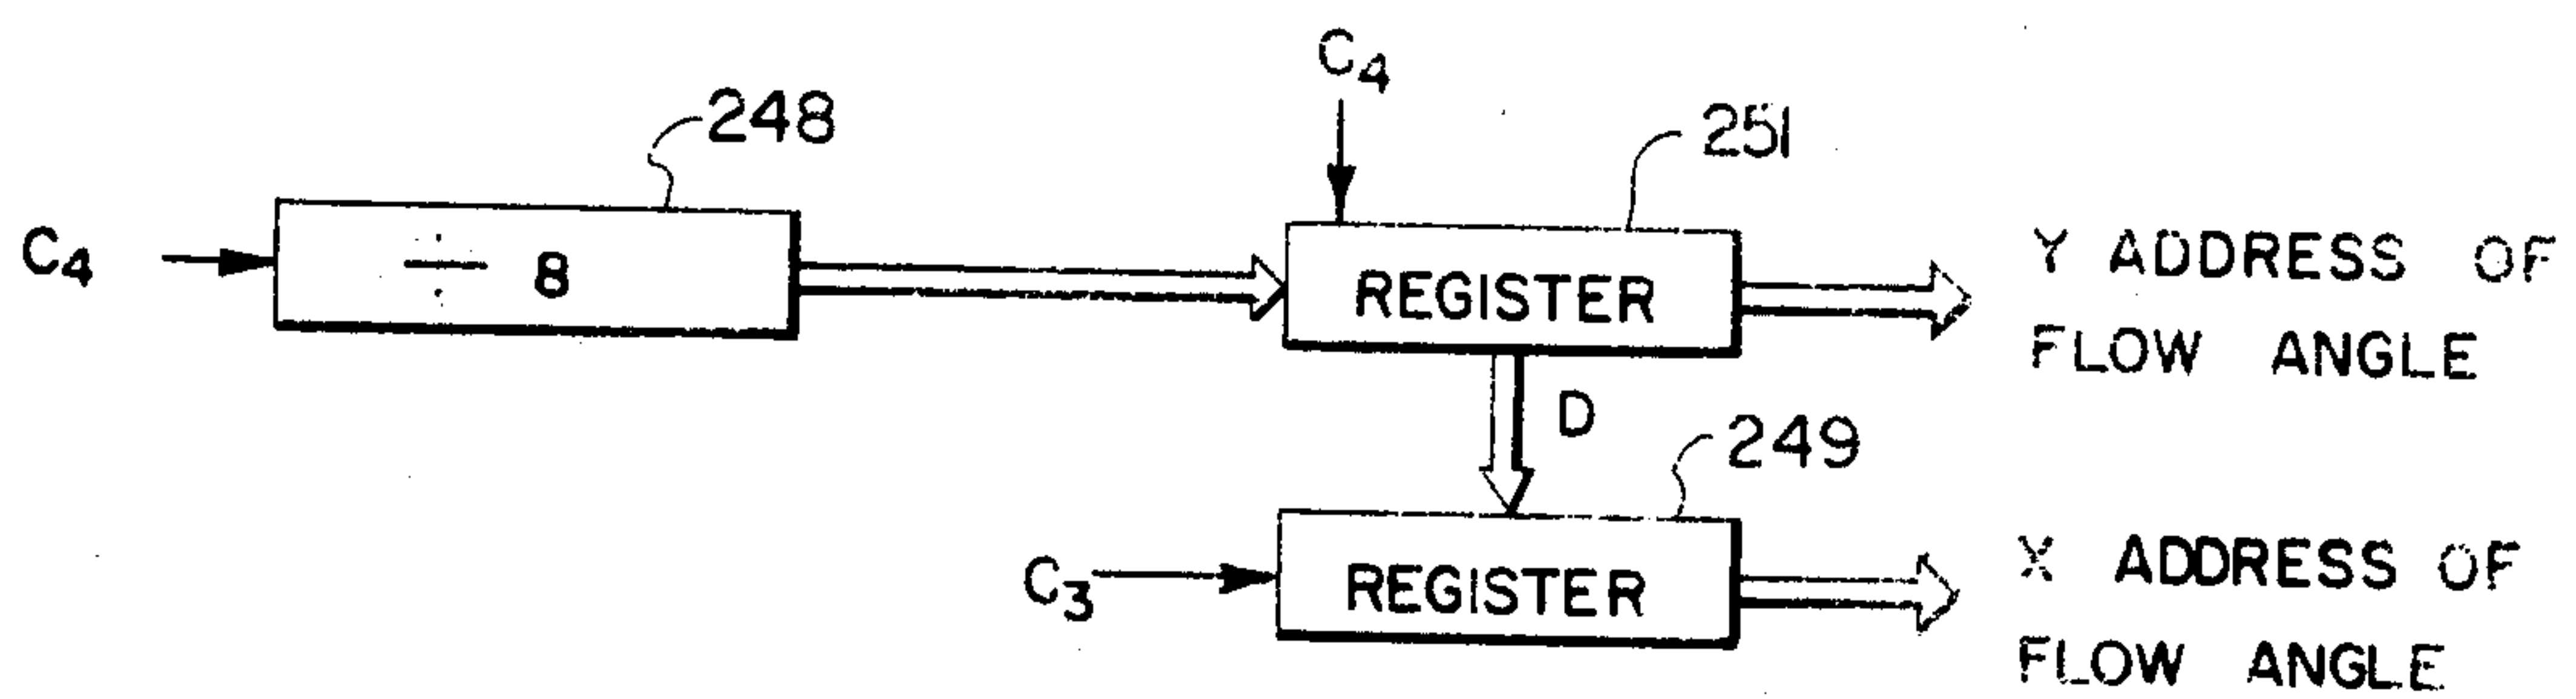 C4
248
251
C4
÷ 8
REGISTER
Y ADDRESS OF
FLOW ANGLE
D
249
C3
REGISTER
X ADDRESS OF
FLOW ANGLE